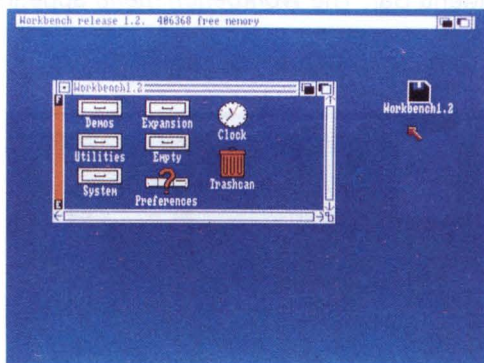 Workbench release 1.2. 406368 free memory
Workbench1.2
Demos
Expansion
Clock
Workbench1.2
Utilities
Empty
Trashcan
System
Preferences
F
E